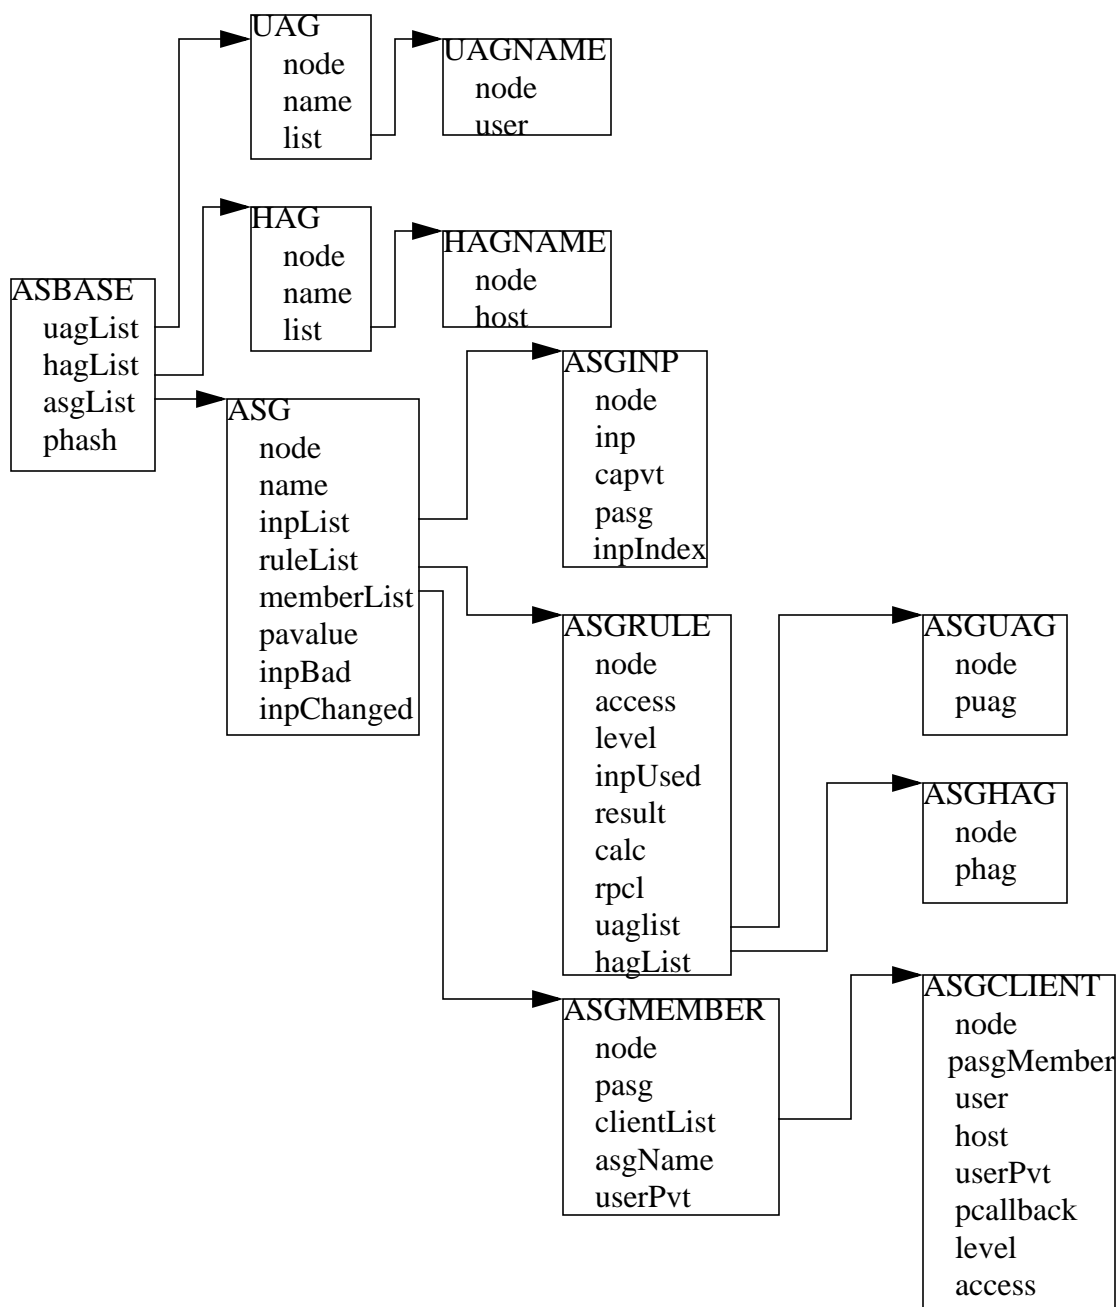 UAG
node
name
list
UAGNAME
node
user
HAG
node
name
list
HAGNAME
node
host
ASBASE
uagList
hagList
asgList
phash
ASG
node
name
inpList
ruleList
memberList
pavalue
inpBad
inpChanged
ASGINP
node
inp
capvt
pasg
inpIndex
ASGRULE
node
access
level
inpUsed
result
calc
rpcl
uaglist
hagList
ASGUAG
node
puag
ASGHAG
node
phag
ASGMEMBER
node
pasg
clientList
asgName
userPvt
ASGCLIENT
node
pasgMember
user
host
userPvt
pcallback
level
access